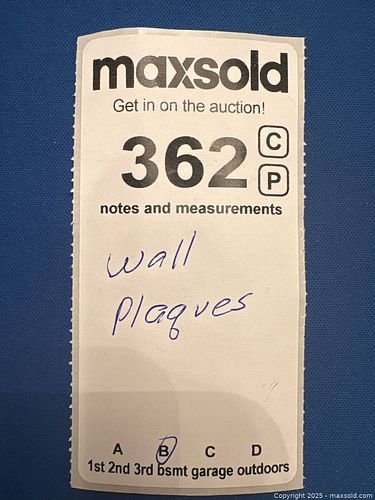 maxsold
Get in on the auction!
362 C
P
notes and measurements
wall
plaques
A B C D
1st 2nd 3rd bsmt garage outdoors
Copyright 2025 - maxsold.com